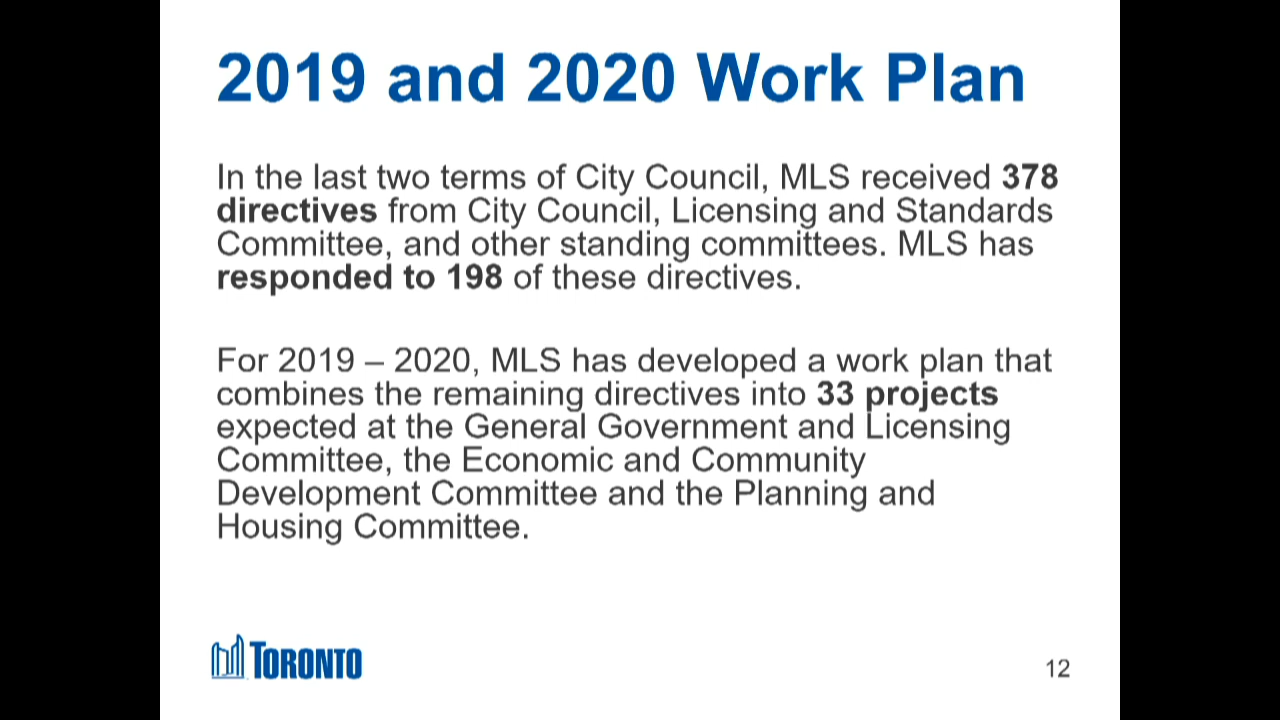 2019 and 2020 Work Plan
In the last two terms of City Council, MLS received 378
directives from City Council, Licensing and Standards
Committee, and other standing committees. MLS has
responded to 198 of these directives.
For 2019 – 2020, MLS has developed a work plan that
combines the remaining directives into 33 projects
expected at the General Government and Licensing
Committee, the Economic and Community
Development Committee and the Planning and
Housing Committee.
TORONTO
12